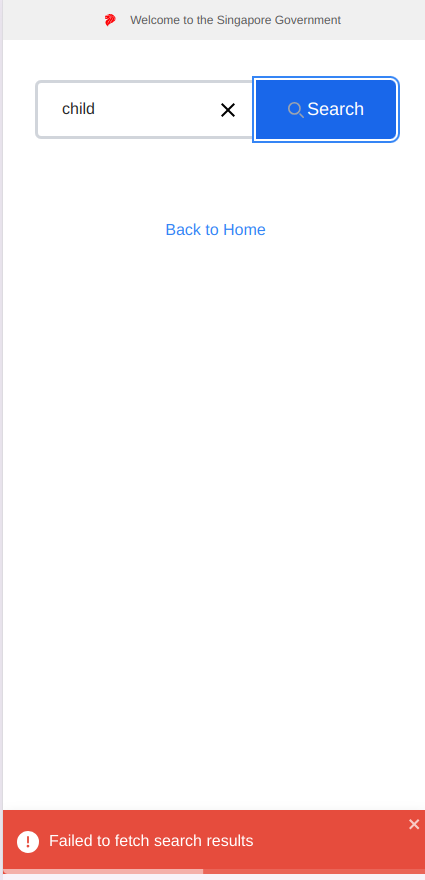 Welcome to the Singapore Government
child
Search
Back to Home
Failed to fetch search results